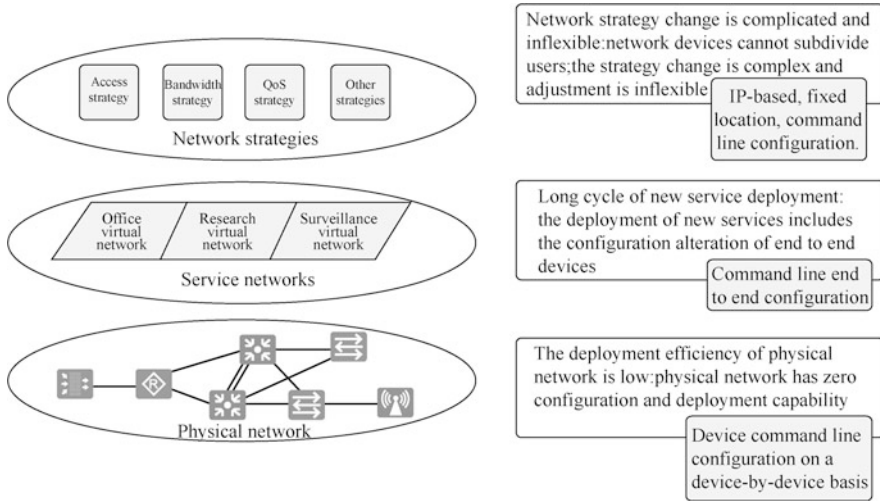 Access
strategy
Bandwidth
strategy
QoS
strategy
Other
strategies
Network strategies
Network strategy change is complicated and
inflexible:network devices cannot subdivide
users;the strategy change is complex and
adjustment is inflexible
IP-based, fixed
location, command
line configuration.
Office
virtual
network
Research
virtual
network
Surveillance
virtual
network
Service networks
Long cycle of new service deployment:
the deployment of new services includes
the configuration alteration of end to end
devices
Command line end
to end configuration
R
Physical network
The deployment efficiency of physical
network is low:physical network has zero
configuration and deployment capability
Device command line
configuration on a
device-by-device basis